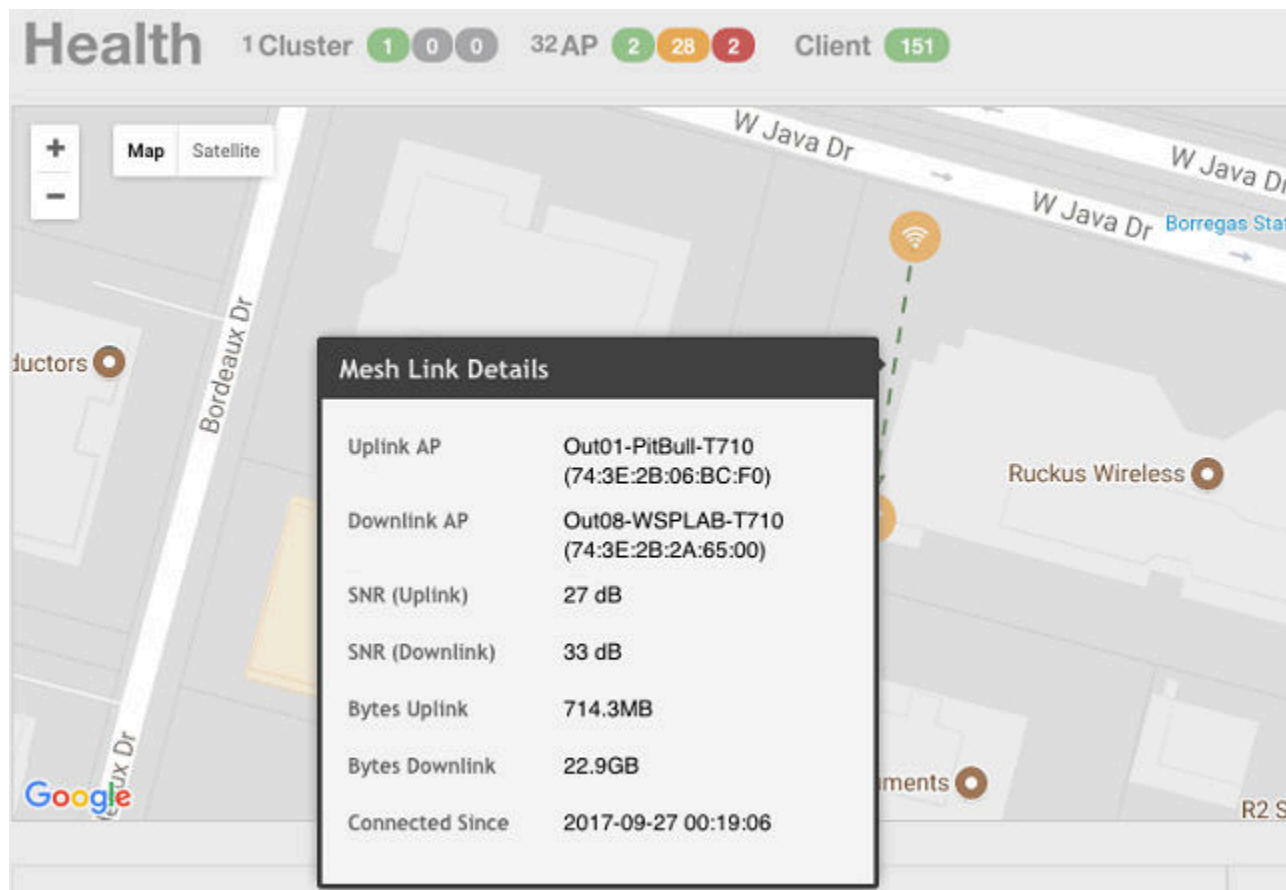 Health 1 Cluster 1 0 0 32 AP 2 28 2 Client 151
+ Map Satellite
−
W Java Dr
W Java Dr
W Java Dr
Borregas Stat
Bordeaux Dr
ductors
Mesh Link Details
Uplink AP Out01-PitBull-T710
(74:3E:2B:06:BC:F0)
Downlink AP Out08-WSPLAB-T710
(74:3E:2B:2A:65:00)
SNR (Uplink) 27 dB
SNR (Downlink) 33 dB
Bytes Uplink 714.3MB
Bytes Downlink 22.9GB
Connected Since 2017-09-27 00:19:06
Ruckus Wireless
ments
R2 S
eaux Dr
Google